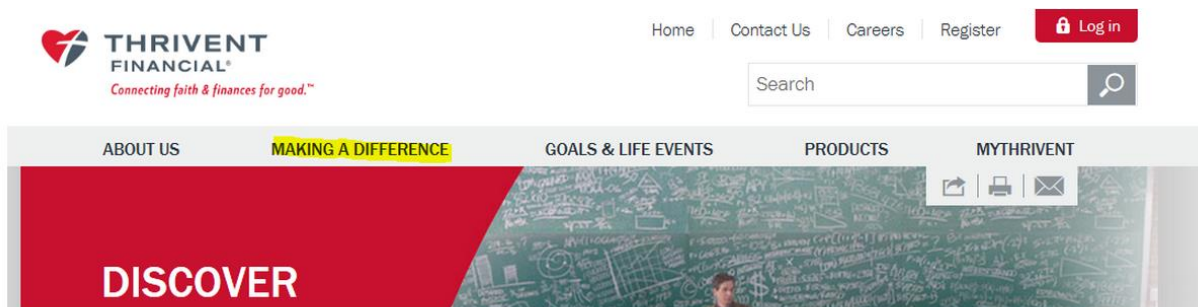 Home Contact Us Careers Register Log in
THRIVENT
FINANCIAL®
Connecting faith & finances for good.™
Search
ABOUT US MAKING A DIFFERENCE GOALS & LIFE EVENTS PRODUCTS MYTHRIVENT
DISCOVER